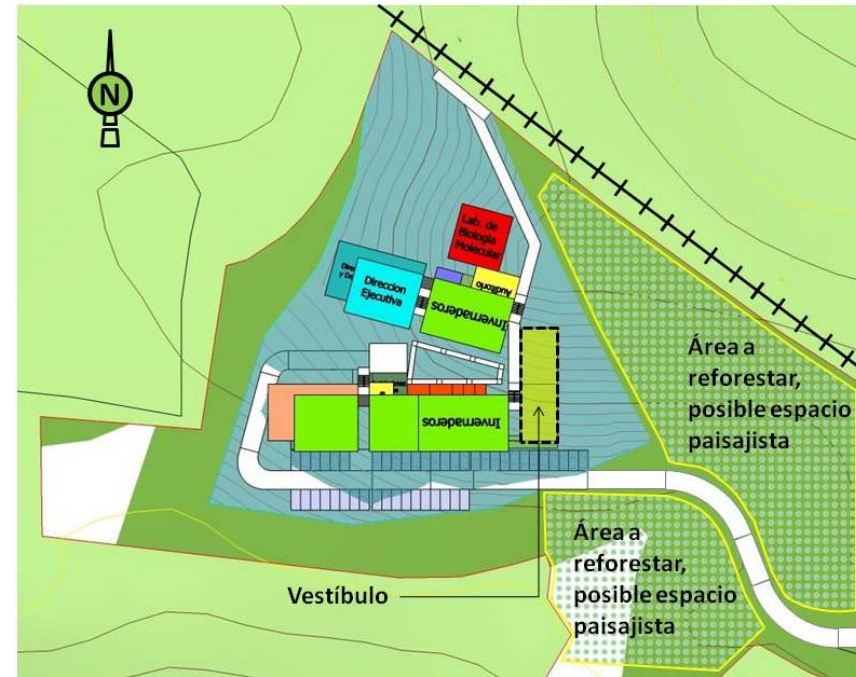 N
Lab. de
Biología
Molecular
Auditorio
Direccion
Ejecutiva
Invernaderos
Invernaderos
Área a
reforestar,
posible espacio
paisajista
Área a
reforestar,
posible espacio
paisajista
Vestíbulo